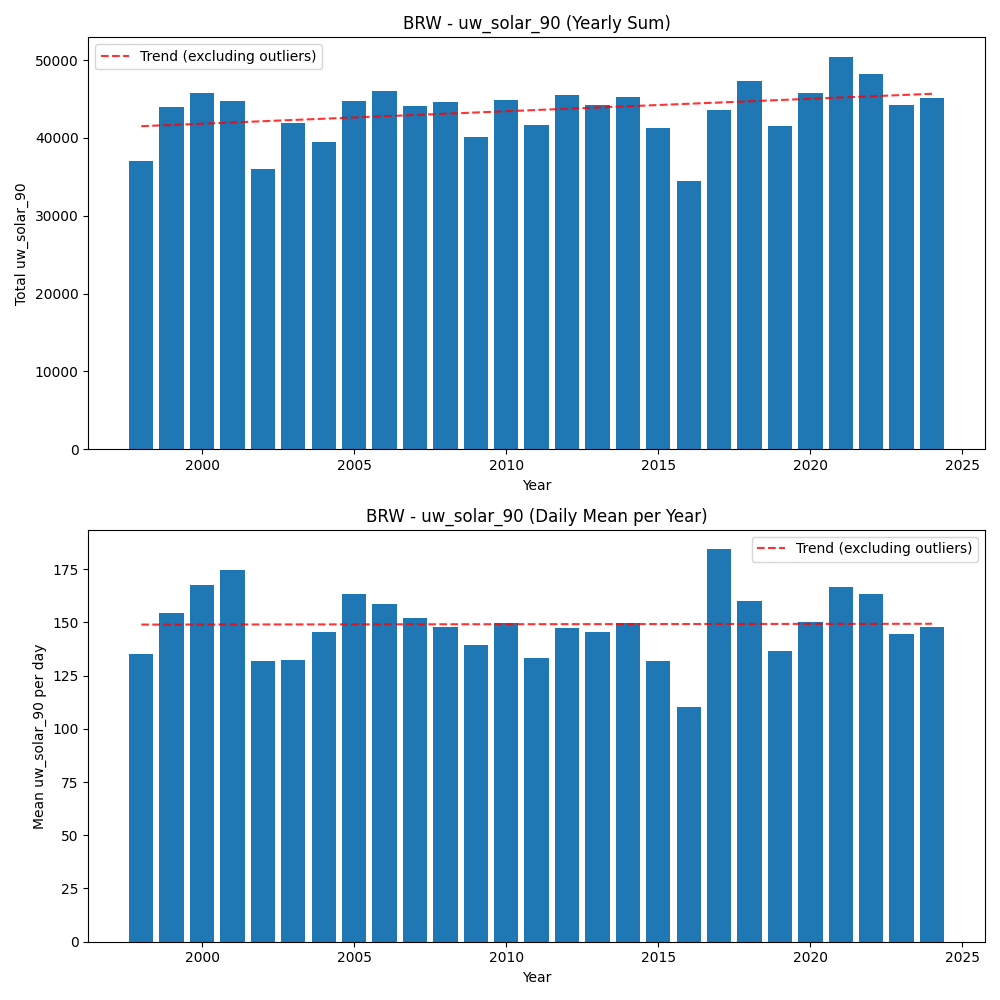 BRW - uw_solar_90 (Yearly Sum)
Trend (excluding outliers)
50000
40000
30000
20000
10000
0
Total uw_solar_90
2000 2005 2010 2015 2020 2025
Year
BRW - uw_solar_90 (Daily Mean per Year)
Trend (excluding outliers)
175
150
125
100
75
50
25
0
Mean uw_solar_90 per day
2000 2005 2010 2015 2020 2025
Year